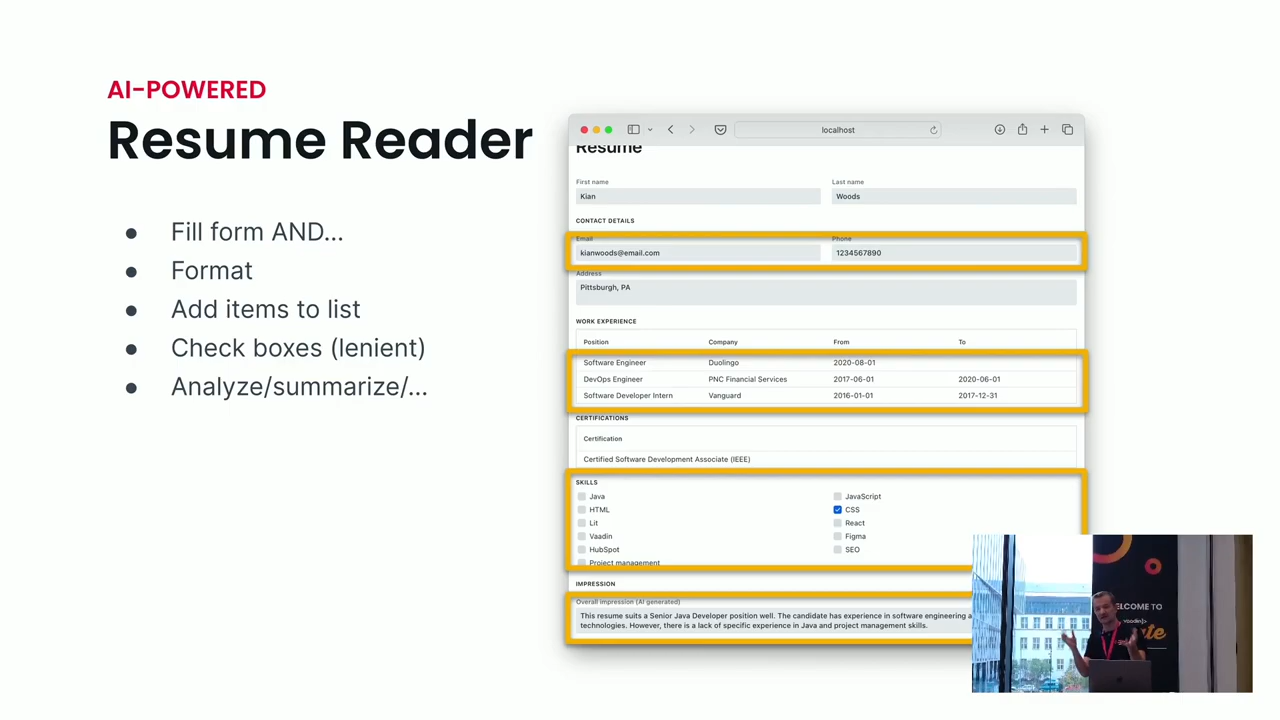 AI-POWERED
Resume Reader
● Fill form AND...
● Format
● Add items to list
● Check boxes (lenient)
● Analyze/summarize/...
localhost
Resume
First name
Last name
Kian
Woods
CONTACT DETAILS
Email
Phone
kianwoods@email.com
1234567890
Address
Pittsburgh, PA
WORK EXPERIENCE
Position Company From To
Software Engineer Duolingo 2020-08-01
DevOps Engineer PNC Financial Services 2017-06-01 2020-06-01
Software Developer Intern Vanguard 2016-01-01 2017-12-31
CERTIFICATIONS
Certification
Certified Software Development Associate (IEEE)
SKILLS
Java JavaScript
HTML CSS
Lit React
Vaadin Figma
HubSpot SEO
Project management
IMPRESSION
Overall impression (AI generated)
This resume suits a Senior Java Developer position well. The candidate has experience in software engineering a
technologies. However, there is a lack of specific experience in Java and project management skills.
ELCOME TO
vaadin}>